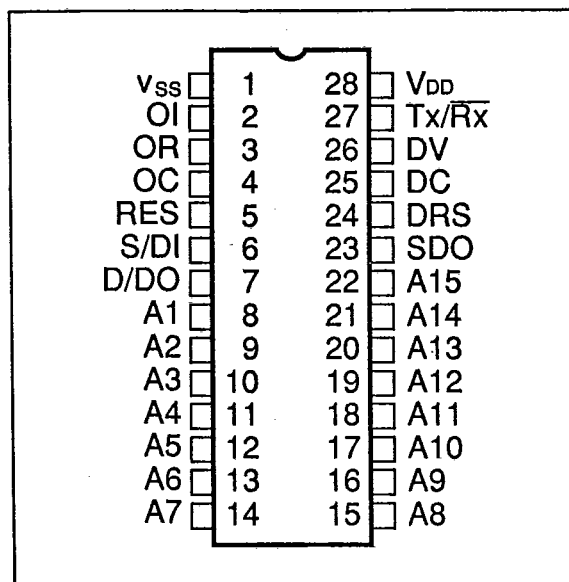 vSS 1 28 VDD
OI 2 27 Tx/Rx
OR 3 26 DV
OC 4 25 DC
RES 5 24 DRS
S/DI 6 23 SDO
D/DO 7 22 A15
A1 8 21 A14
A2 9 20 A13
A3 10 19 A12
A4 11 18 A11
A5 12 17 A10
A6 13 16 A9
A7 14 15 A8